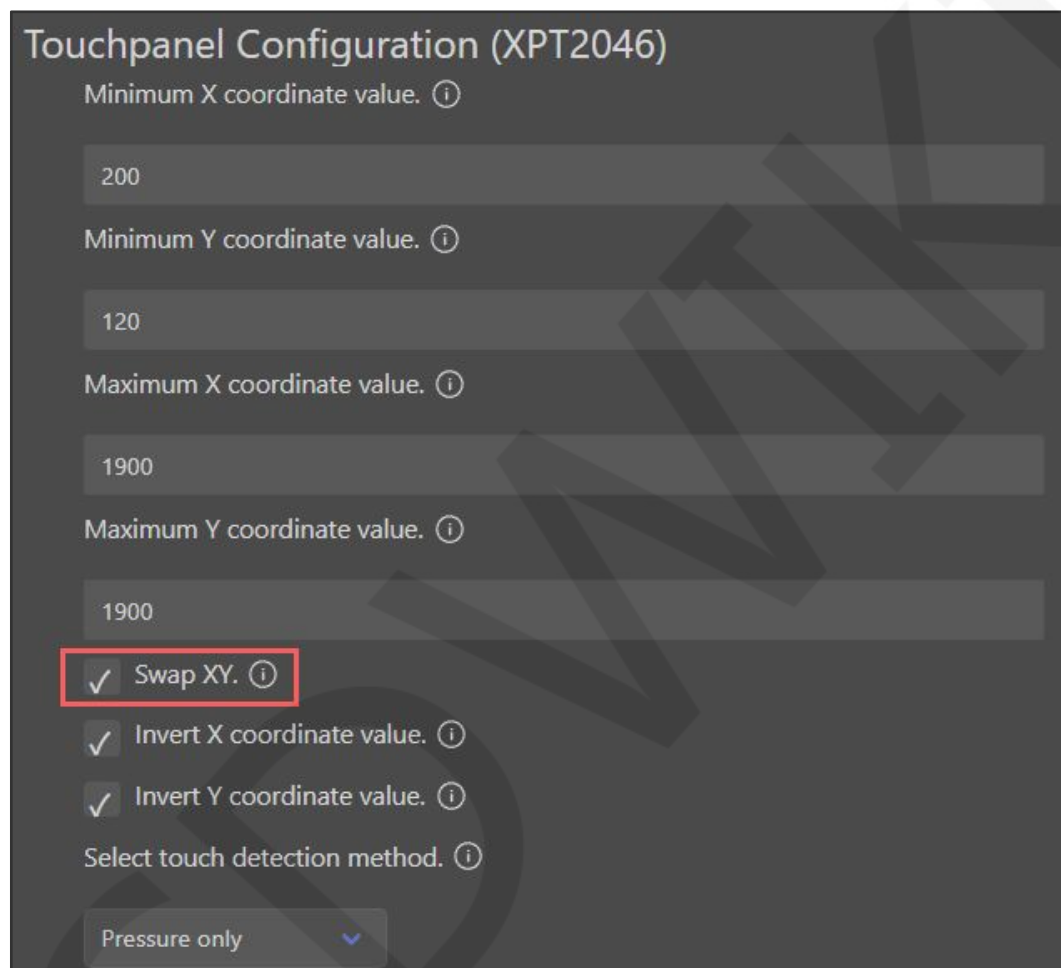 Touchpanel Configuration (XPT2046)
Minimum X coordinate value.
200
Minimum Y coordinate value.
120
Maximum X coordinate value.
1900
Maximum Y coordinate value.
1900
Swap XY.
Invert X coordinate value.
Invert Y coordinate value.
Select touch detection method.
Pressure only